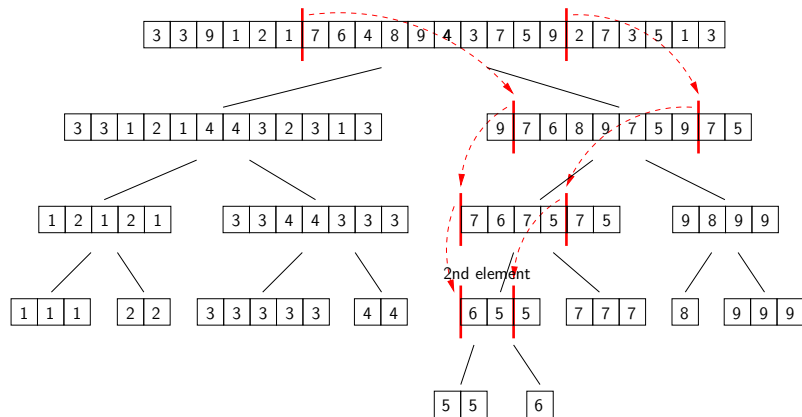 3 3 9 1 2 1 7 6 4 8 9 4 3 7 5 9 2 7 3 5 1 3
3 3 1 2 1 4 4 3 2 3 1 3 9 7 6 8 9 7 5 9 7 5
1 2 1 2 1 3 3 4 4 3 3 3 7 6 7 5 7 5 9 8 9 9
2nd element
1 1 1 2 2 3 3 3 3 3 4 4 6 5 5 7 7 7 8 9 9 9
5 5 6